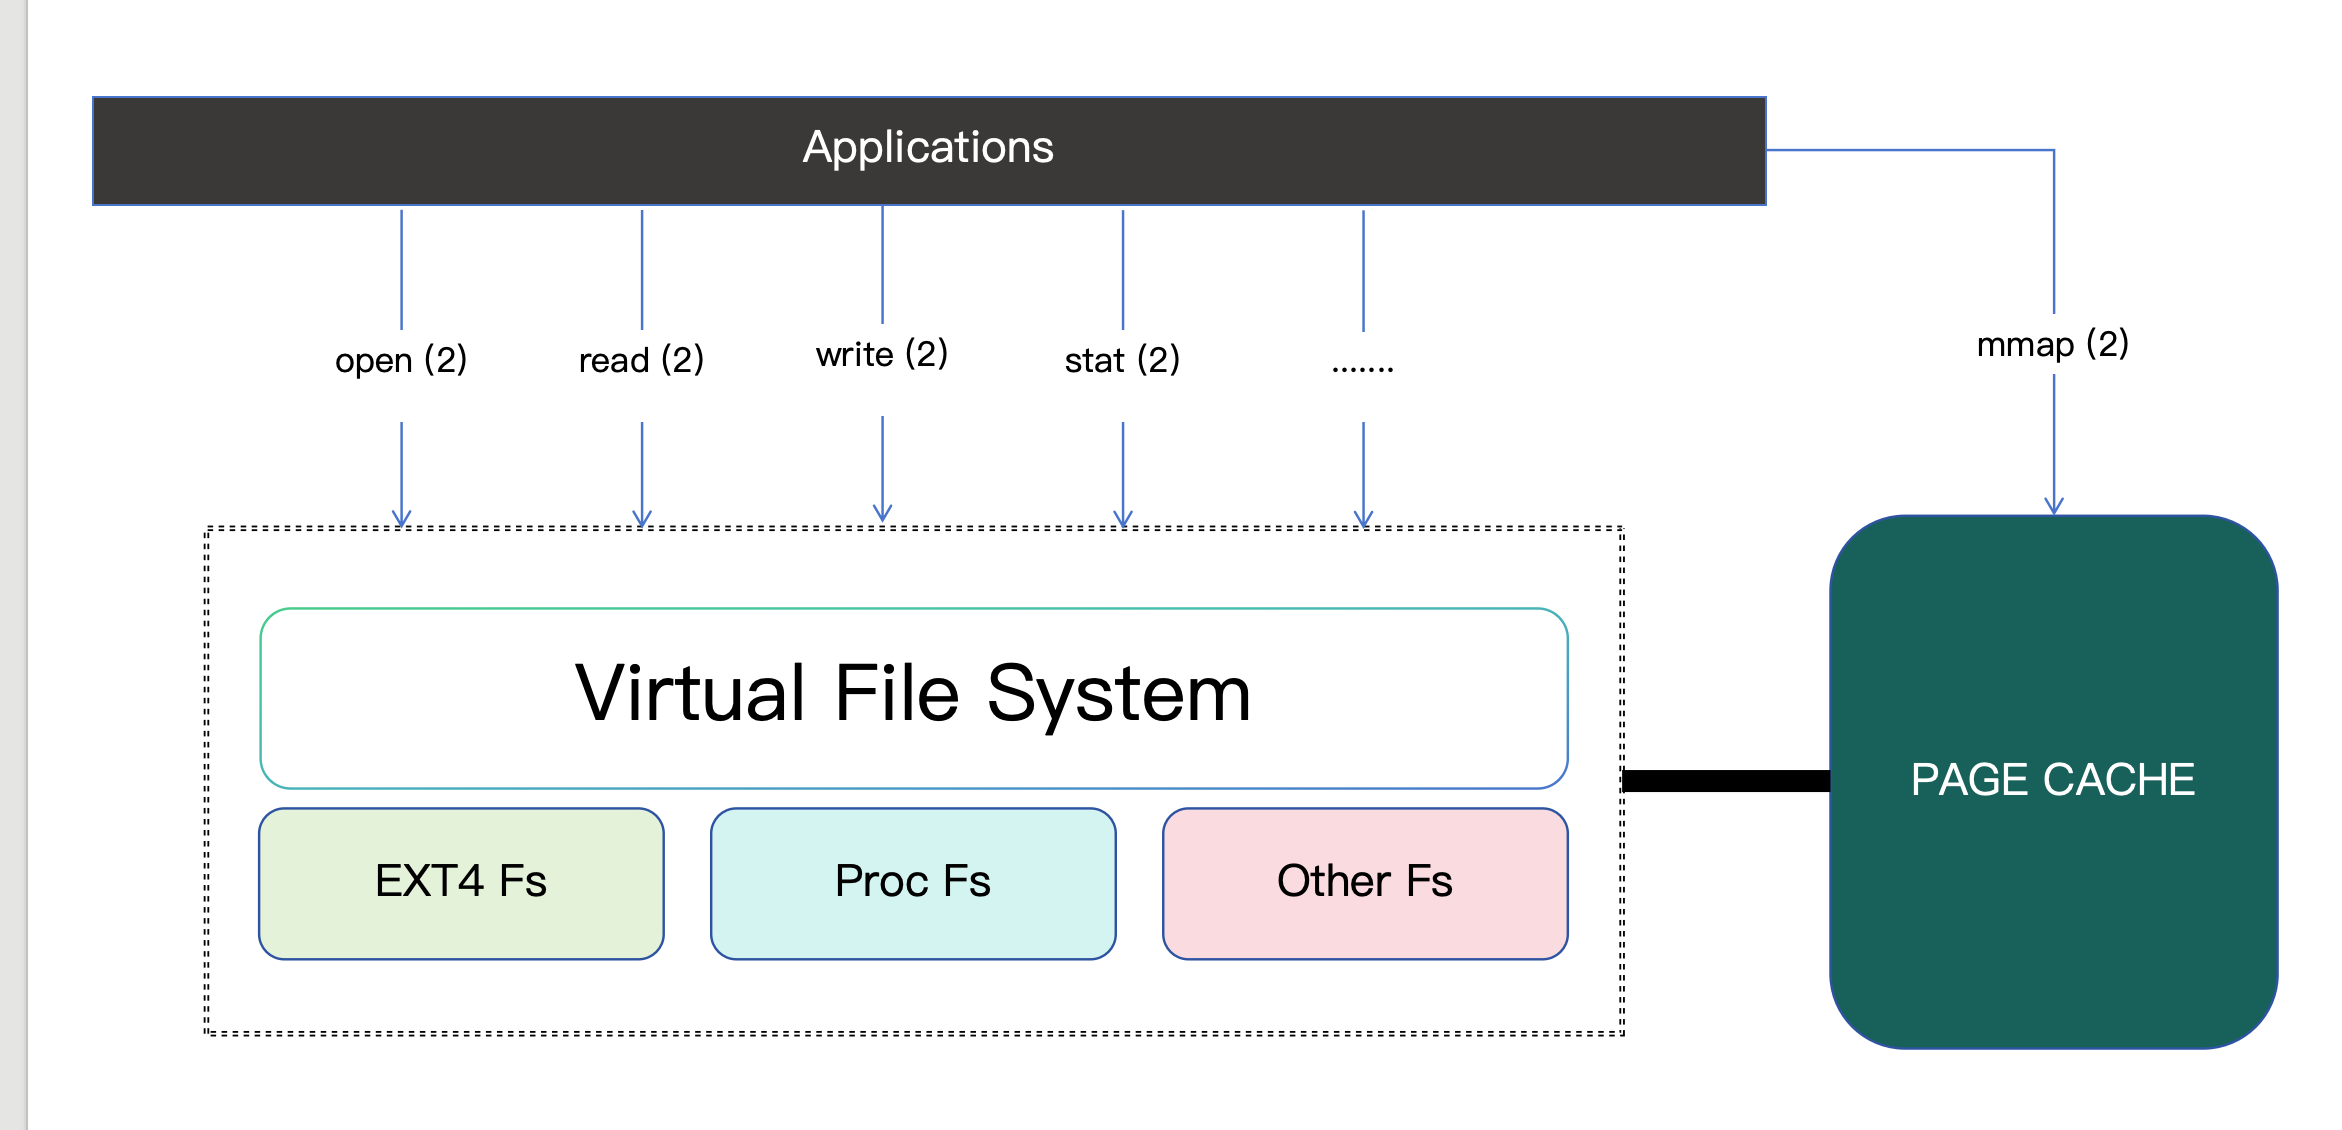 Applications
open (2)
read (2)
write (2)
stat (2)
.......
mmap (2)
Virtual File System
EXT4 Fs
Proc Fs
Other Fs
PAGE CACHE